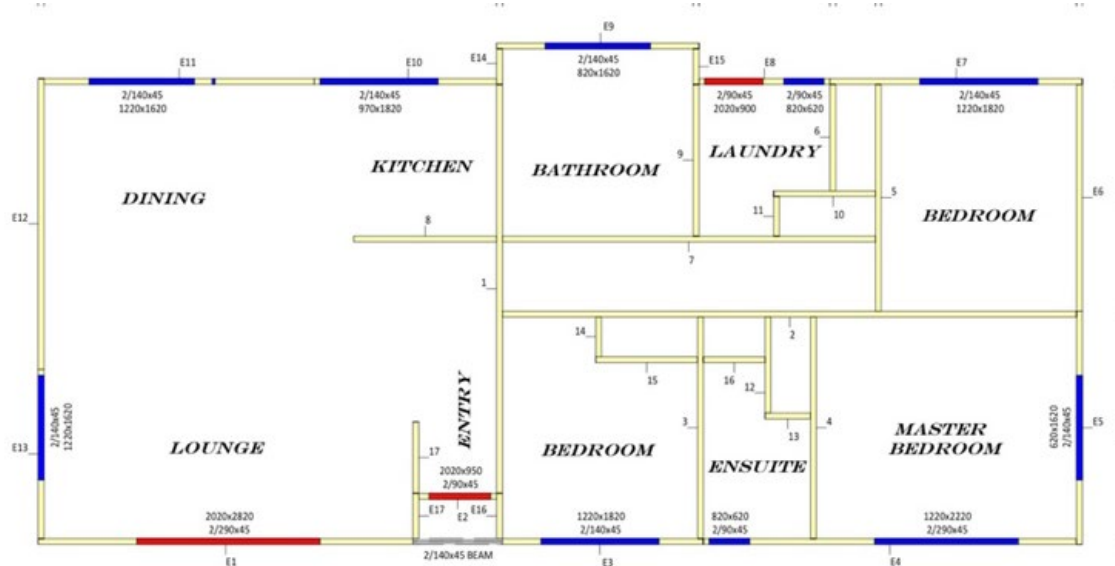 E9
E11
E10
E14
E15
E8
E7
2/140x45
1220x1620
2/140x45
970x1820
2/140x45
820x1620
2/90x45
2020x900
2/90x45
820x620
2/140x45
1220x1820
6
9
LAUNDRY
KITCHEN
BATHROOM
DINING
5
E6
11
10
BEDROOM
E12
8
7
1
14
2
15
16
12
E13
2/140x45
1220x1620
ENTRY
3
13
4
620x1620
2/140x45
E5
LOUNGE
17
BEDROOM
ENSUITE
MASTER
BEDROOM
2020x950
2/90x45
E17
E2
E16
2020x2820
2/290x45
1220x1820
2/140x45
820x620
2/90x45
1220x2220
2/290x45
2/140x45 BEAM
E1
E3
E4